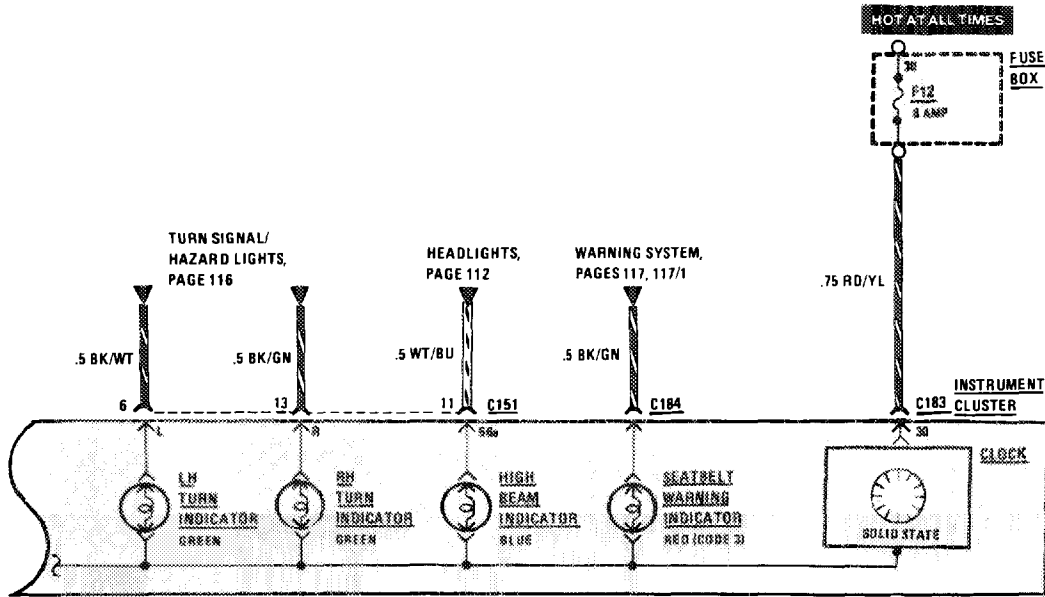 HOT AT ALL TIMES
FUSE
BOX
30
F12
8 AMP
TURN SIGNAL/
HAZARD LIGHTS,
PAGE 116
HEADLIGHTS,
PAGE 112
WARNING SYSTEM,
PAGES 117, 117/1
.75 RD/YL
.5 BK/WT
.5 BK/GN
.5 WT/BU
.5 BK/GN
6
13
11
C151
C184
C183
INSTRUMENT
CLUSTER
L
R
56a
30
CLOCK
LH
TURN
INDICATOR
GREEN
RH
TURN
INDICATOR
GREEN
HIGH
BEAM
INDICATOR
BLUE
SEATBELT
WARNING
INDICATOR
RED (CODE 3)
SOLID STATE